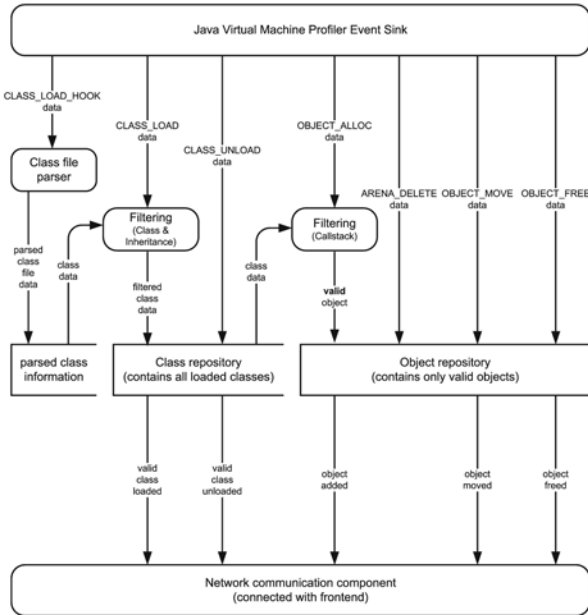 Java Virtual Machine Profiler Event Sink
CLASS_LOAD_HOOK
data
CLASS_LOAD
data
CLASS_UNLOAD
data
OBJECT_ALLOC
data
ARENA_DELETE
data
OBJECT_MOVE
data
OBJECT_FREE
data
Class file
parser
Filtering
(Class &
Inheritance)
Filtering
(Callstack)
parsed
class
file
data
class
data
filtered
class
data
class
data
valid
object
parsed class
information
Class repository
(contains all loaded classes)
Object repository
(contains only valid objects)
valid
class
loaded
valid
class
unloaded
object
added
object
moved
object
freed
Network communication component
(connected with frontend)